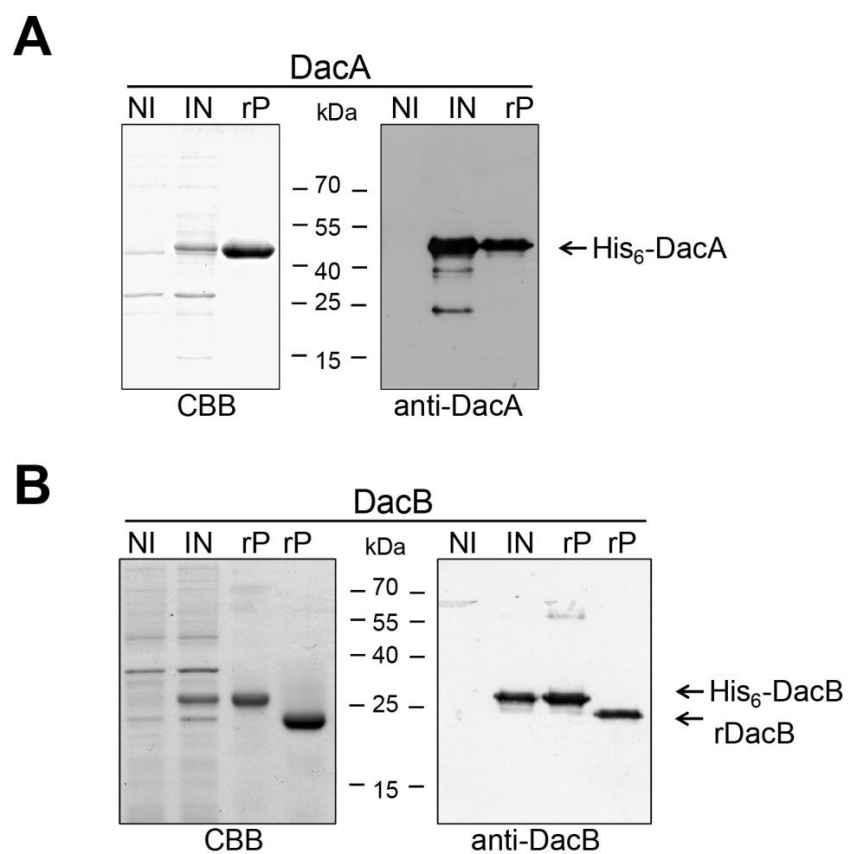 A
DacA
NI IN rP kDa NI IN rP
– 70 –
– 55 –
– 40 –
– 25 –
– 15 –
← His₆-DacA
CBB anti-DacA
B
DacB
NI IN rP rP kDa NI IN rP rP
– 70 –
– 55 –
– 40 –
– 25 –
– 15 –
← His₆-DacB
← rDacB
CBB anti-DacB